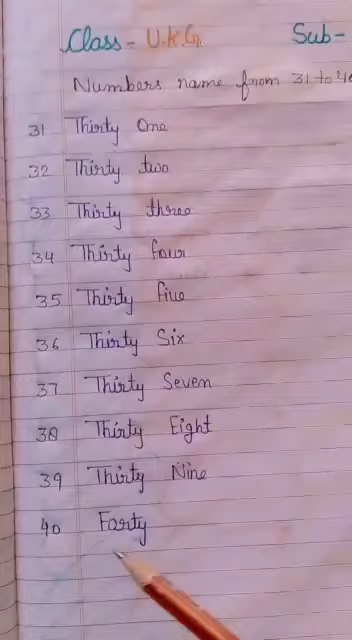 Class - U.K.G. Sub -
Numbers name from 31 to 40
31 Thirty One
32 Thirty two
33 Thirty three
34 Thirty four
35 Thirty five
36 Thirty Six
37 Thirty Seven
38 Thirty Eight
39 Thirty Nine
40 Forty